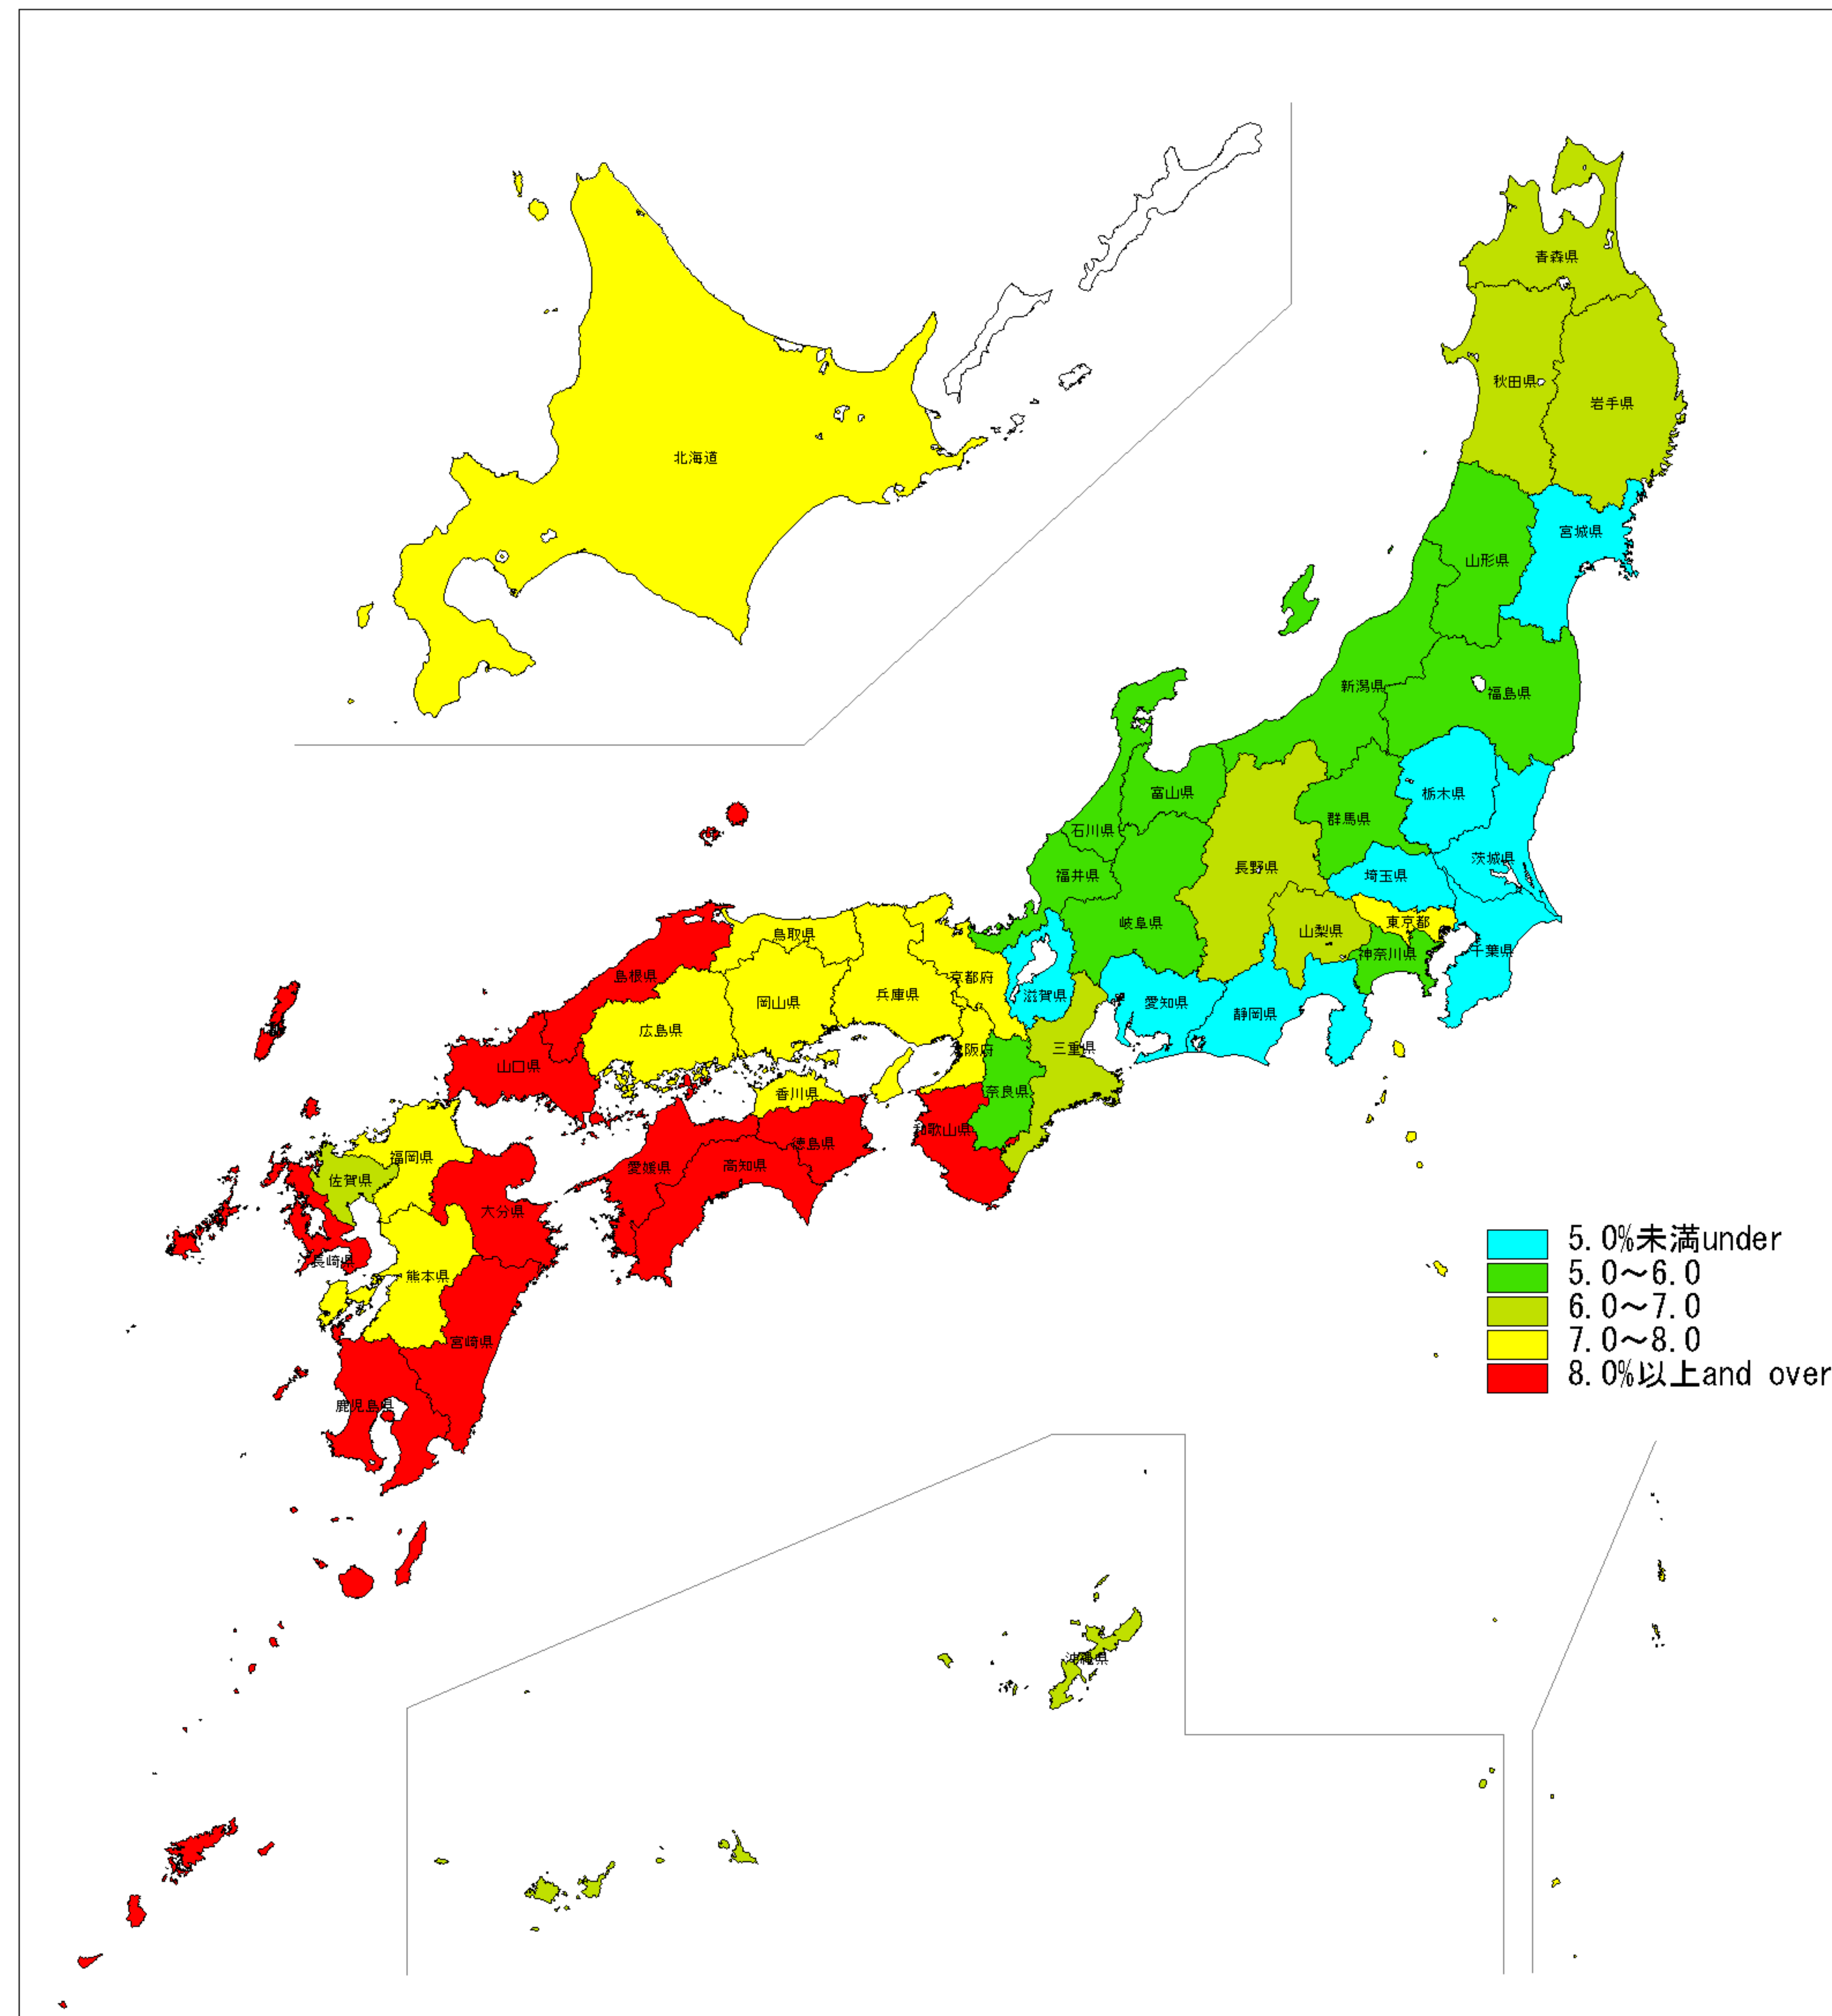 青森県
秋田県
岩手県
北海道
宮城県
山形県
新潟県
福島県
富山県
栃木県
群馬県
石川県
茨城県
長野県
福井県
埼玉県
岐阜県
東京都
山梨県
鳥取県
千葉県
神奈川県
島根県
京都府
兵庫県
滋賀県
岡山県
愛知県
静岡県
広島県
三重県
阪府
山口県
奈良県
香川県
和歌山県
徳島県
福岡県
高知県
愛媛県
佐賀県
大分県
長崎県
熊本県
宮崎県
鹿児島県
沖縄県
5.0%未満under
5.0～6.0
6.0～7.0
7.0～8.0
8.0%以上and over